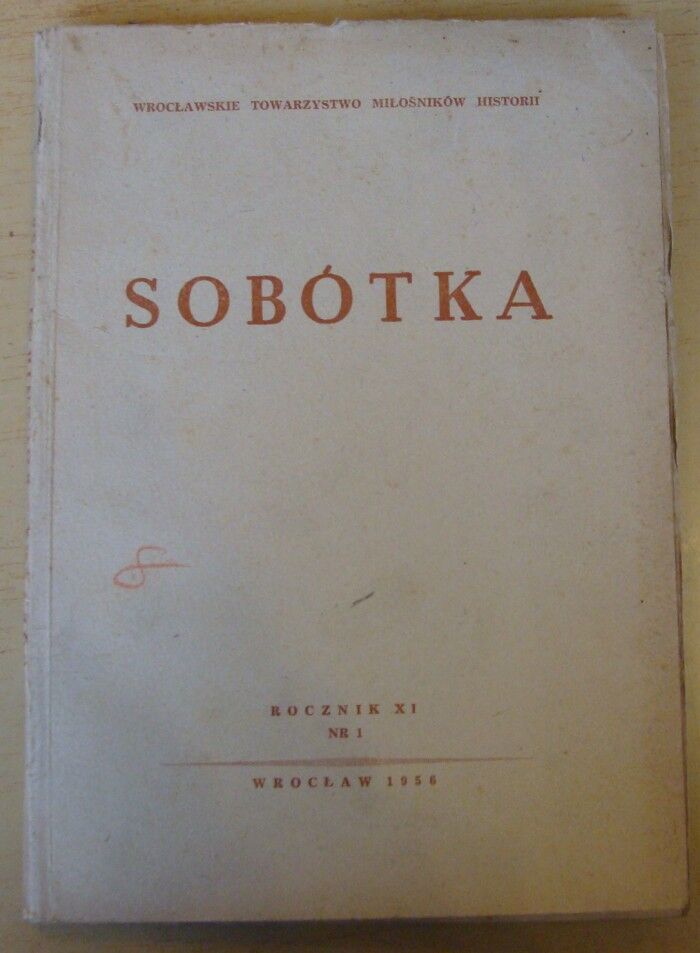 WROCŁAWSKIE TOWARZYSTWO MIŁOŚNIKÓW HISTORII
SOBÓTKA
ROCZNIK XI
NR 1
WROCŁAW 1956